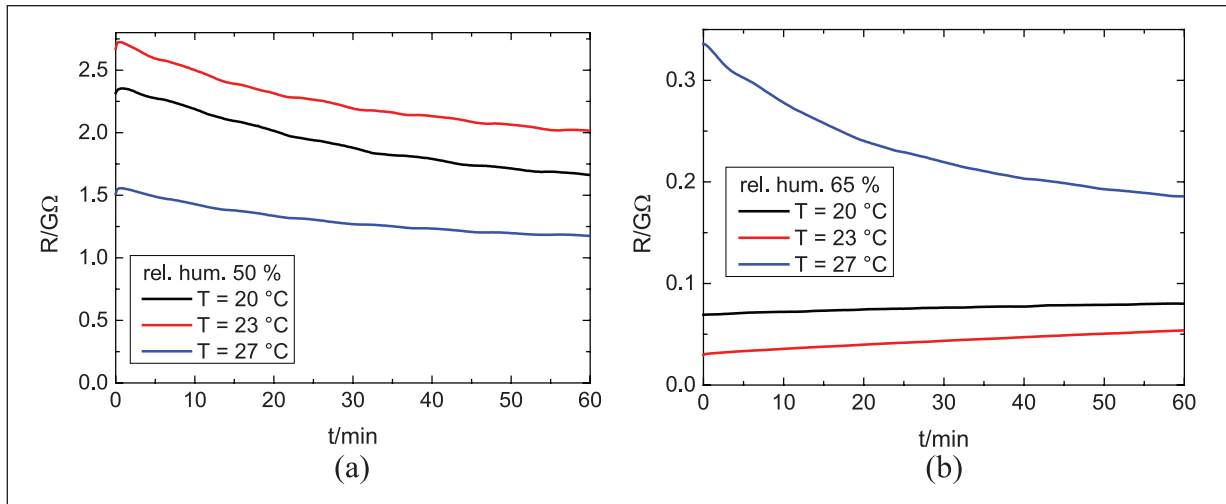 2.5
2.0
1.5
1.0
0.5
0.0
R/GΩ
rel. hum. 50 %
T = 20 °C
T = 23 °C
T = 27 °C
0 10 20 30 40 50 60
t/min
(a)
0.3
0.2
0.1
0.0
R/GΩ
rel. hum. 65 %
T = 20 °C
T = 23 °C
T = 27 °C
0 10 20 30 40 50 60
t/min
(b)